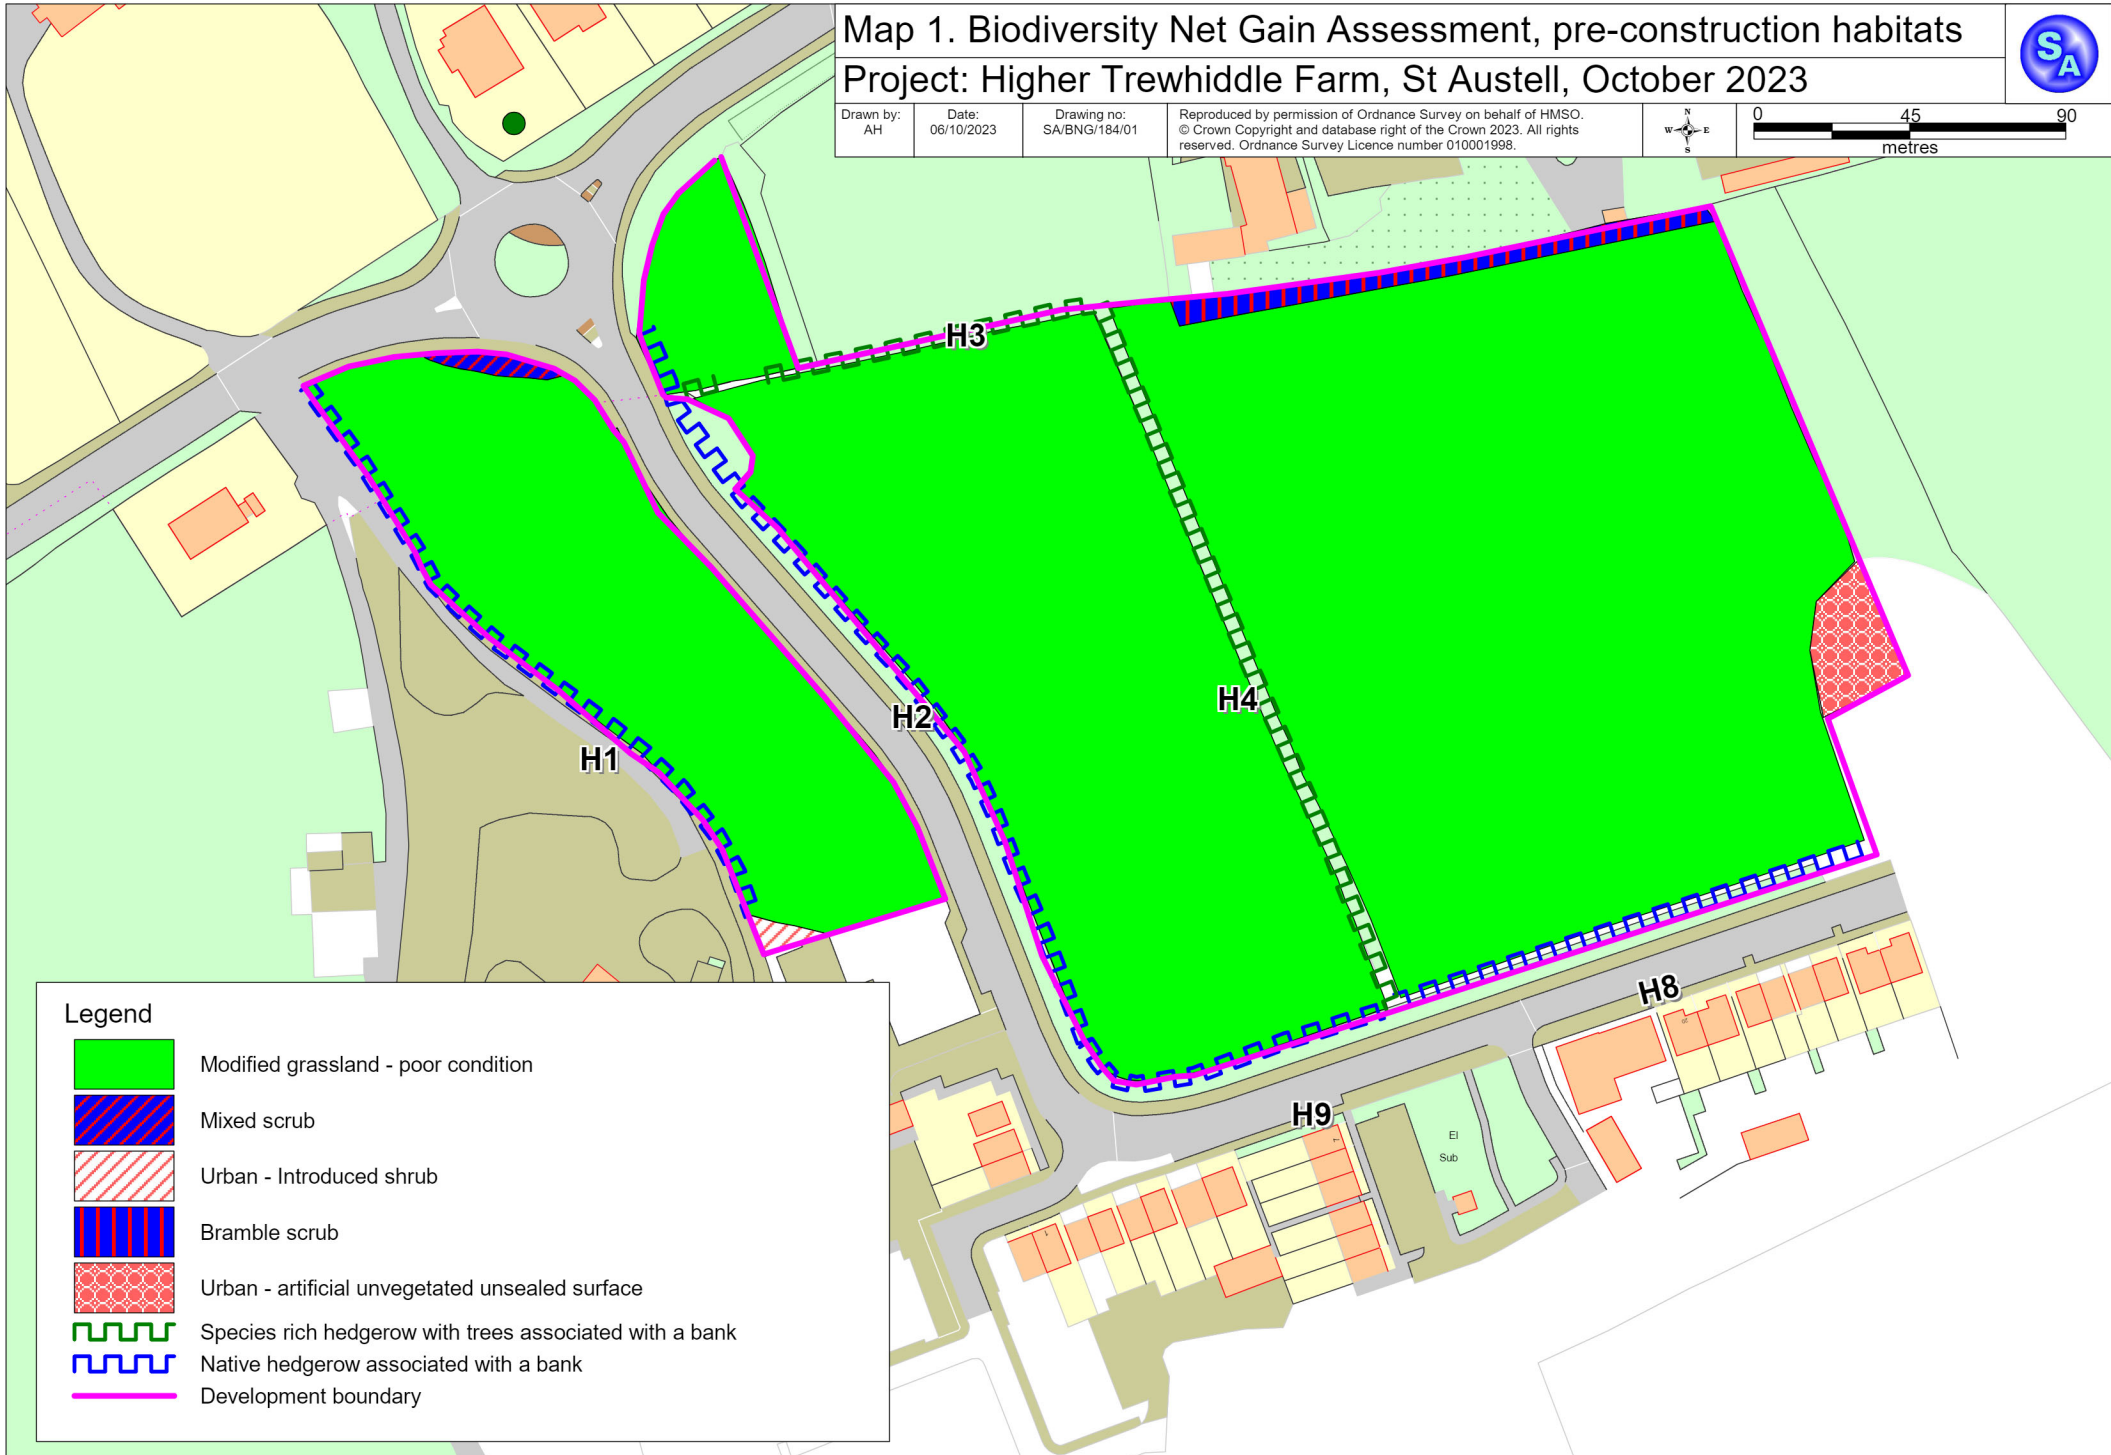 Map 1. Biodiversity Net Gain Assessment, pre-construction habitats
Project: Higher Trewhiddle Farm, St Austell, October 2023
SA
Drawn by:
AH
Date:
06/10/2023
Drawing no:
SA/BNG/184/01
Reproduced by permission of Ordnance Survey on behalf of HMSO.
© Crown Copyright and database right of the Crown 2023. All rights
reserved. Ordnance Survey Licence number 010001998.
N
W E
S
0 45 90
metres
H3
H4
H2
H1
H8
H9
El
Sub
Legend
Modified grassland - poor condition
Mixed scrub
Urban - Introduced shrub
Bramble scrub
Urban - artificial unvegetated unsealed surface
Species rich hedgerow with trees associated with a bank
Native hedgerow associated with a bank
Development boundary